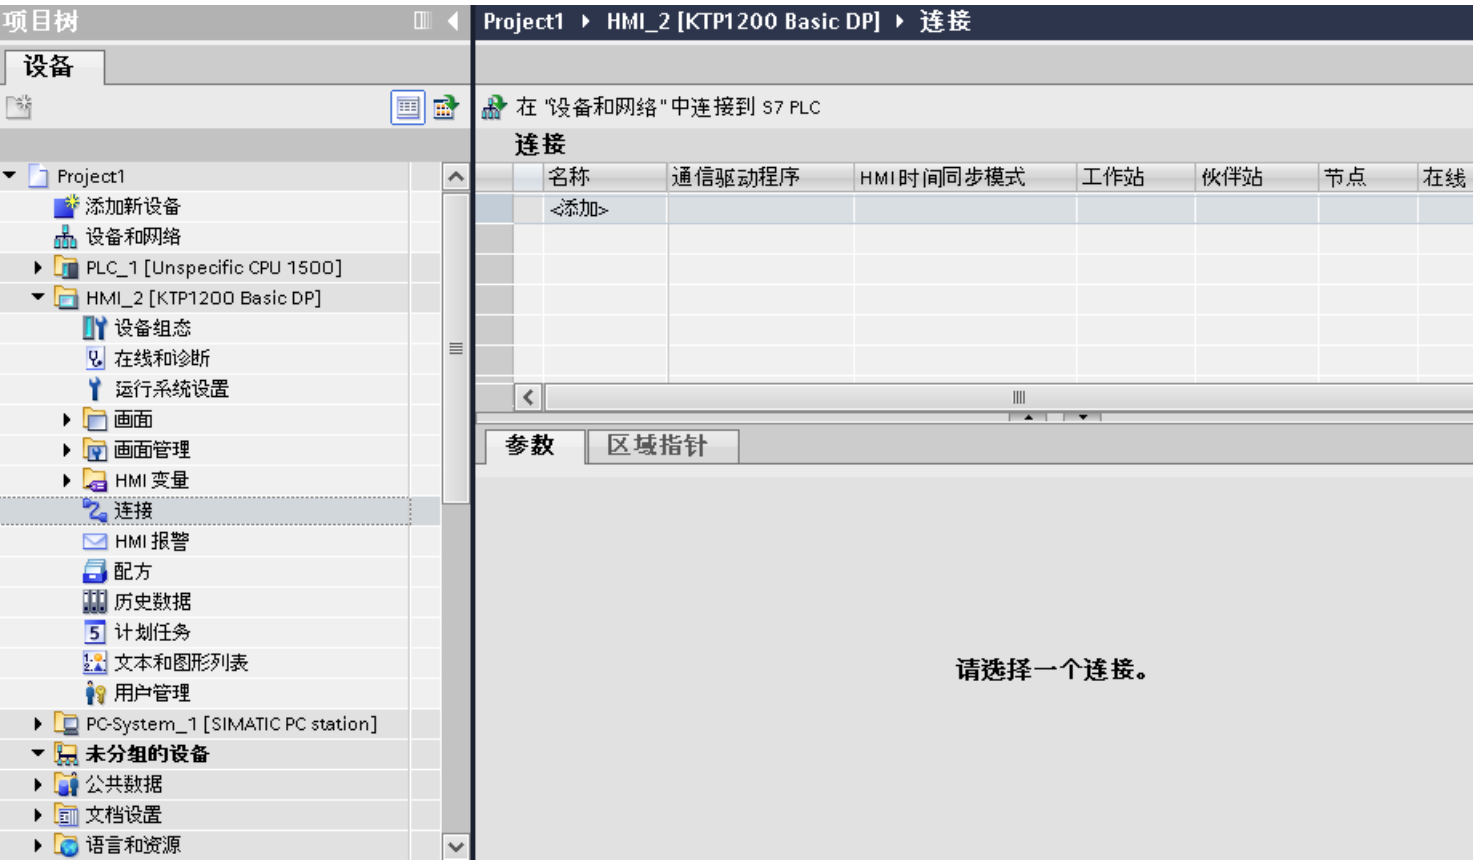 项目树
Project1 ▸ HMI_2 [KTP1200 Basic DP] ▸ 连接
设备
在 "设备和网络" 中连接到 S7 PLC
连接
名称 通信驱动程序 HMI 时间同步模式 工作站 伙伴站 节点 在线
<添加>
Project1
添加新设备
设备和网络
PLC_1 [Unspecific CPU 1500]
HMI_2 [KTP1200 Basic DP]
设备组态
在线和诊断
运行系统设置
画面
画面管理
HMI 变量
连接
HMI 报警
配方
历史数据
计划任务
文本和图形列表
用户管理
PC-System_1 [SIMATIC PC station]
未分组的设备
公共数据
文档设置
语言和资源
参数 区域指针
请选择一个连接。